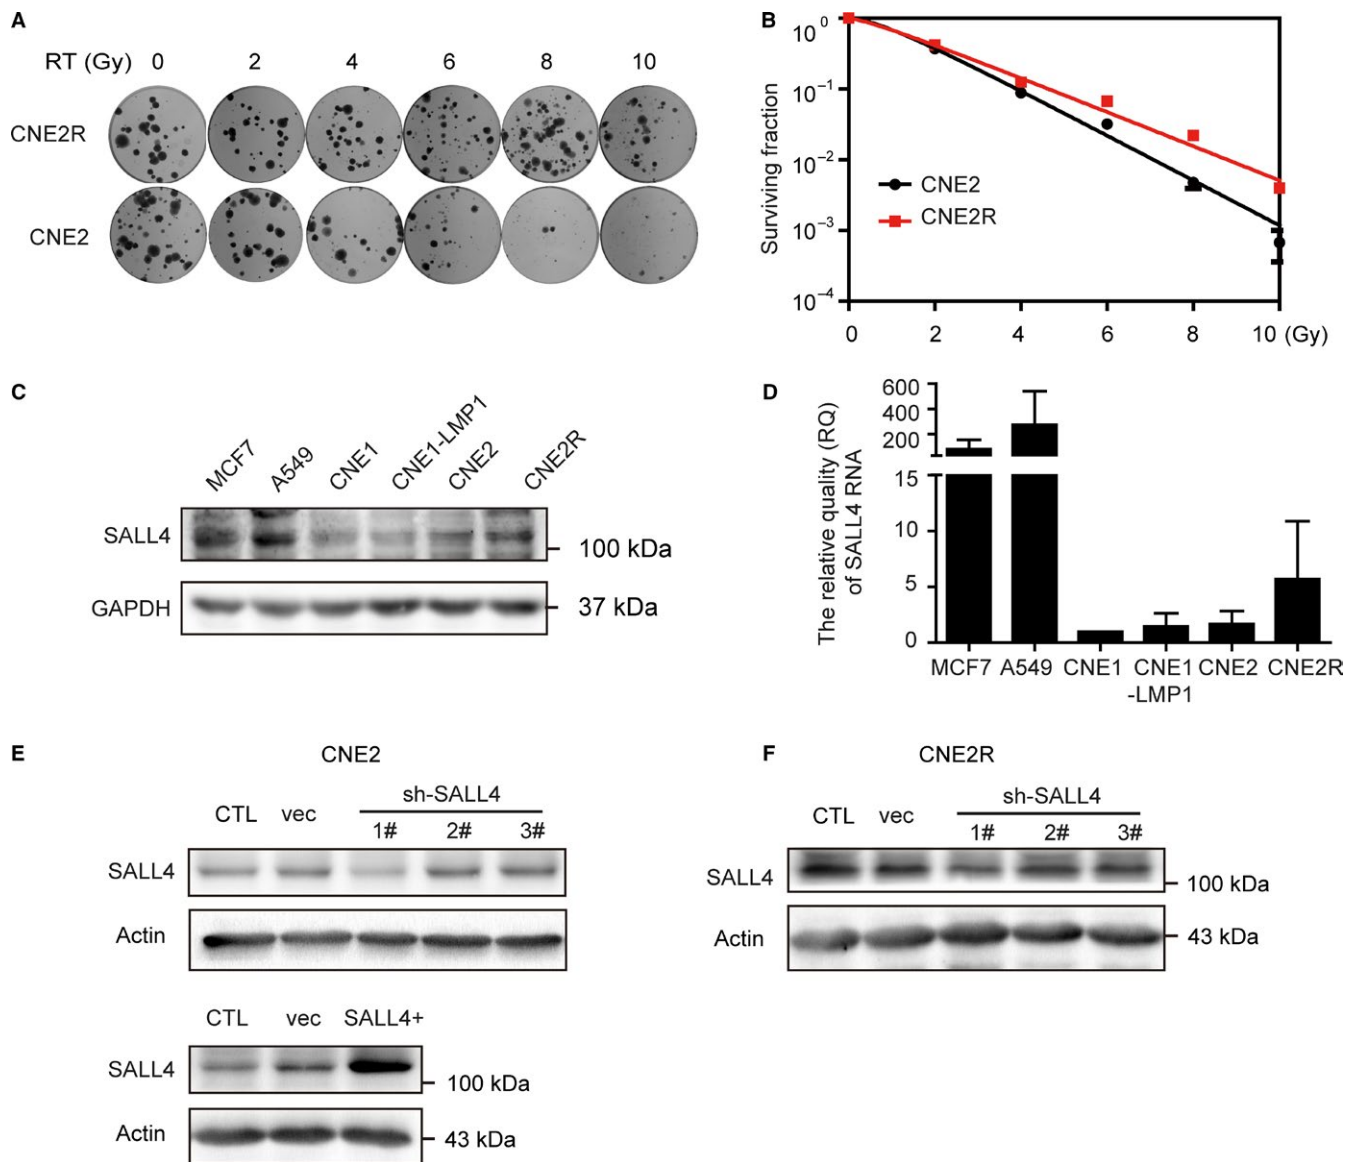 A
RT (Gy) 0 2 4 6 8 10
CNE2R
CNE2
B
Surviving fraction
10⁰
10⁻¹
10⁻²
10⁻³
10⁻⁴
CNE2
CNE2R
0 2 4 6 8 10 (Gy)
C
MCF7 A549 CNE1 CNE1-LMP1 CNE2 CNE2R
SALL4
100 kDa
GAPDH
37 kDa
D
The relative quality (RQ)
of SALL4 RNA
600
400
200
15
10
5
0
MCF7 A549 CNE1 CNE1 CNE2 CNE2R
-LMP1
E
CNE2
CTL vec sh-SALL4
1# 2# 3#
SALL4
Actin
CTL vec SALL4+
SALL4
100 kDa
Actin
43 kDa
F
CNE2R
CTL vec sh-SALL4
1# 2# 3#
SALL4
100 kDa
Actin
43 kDa